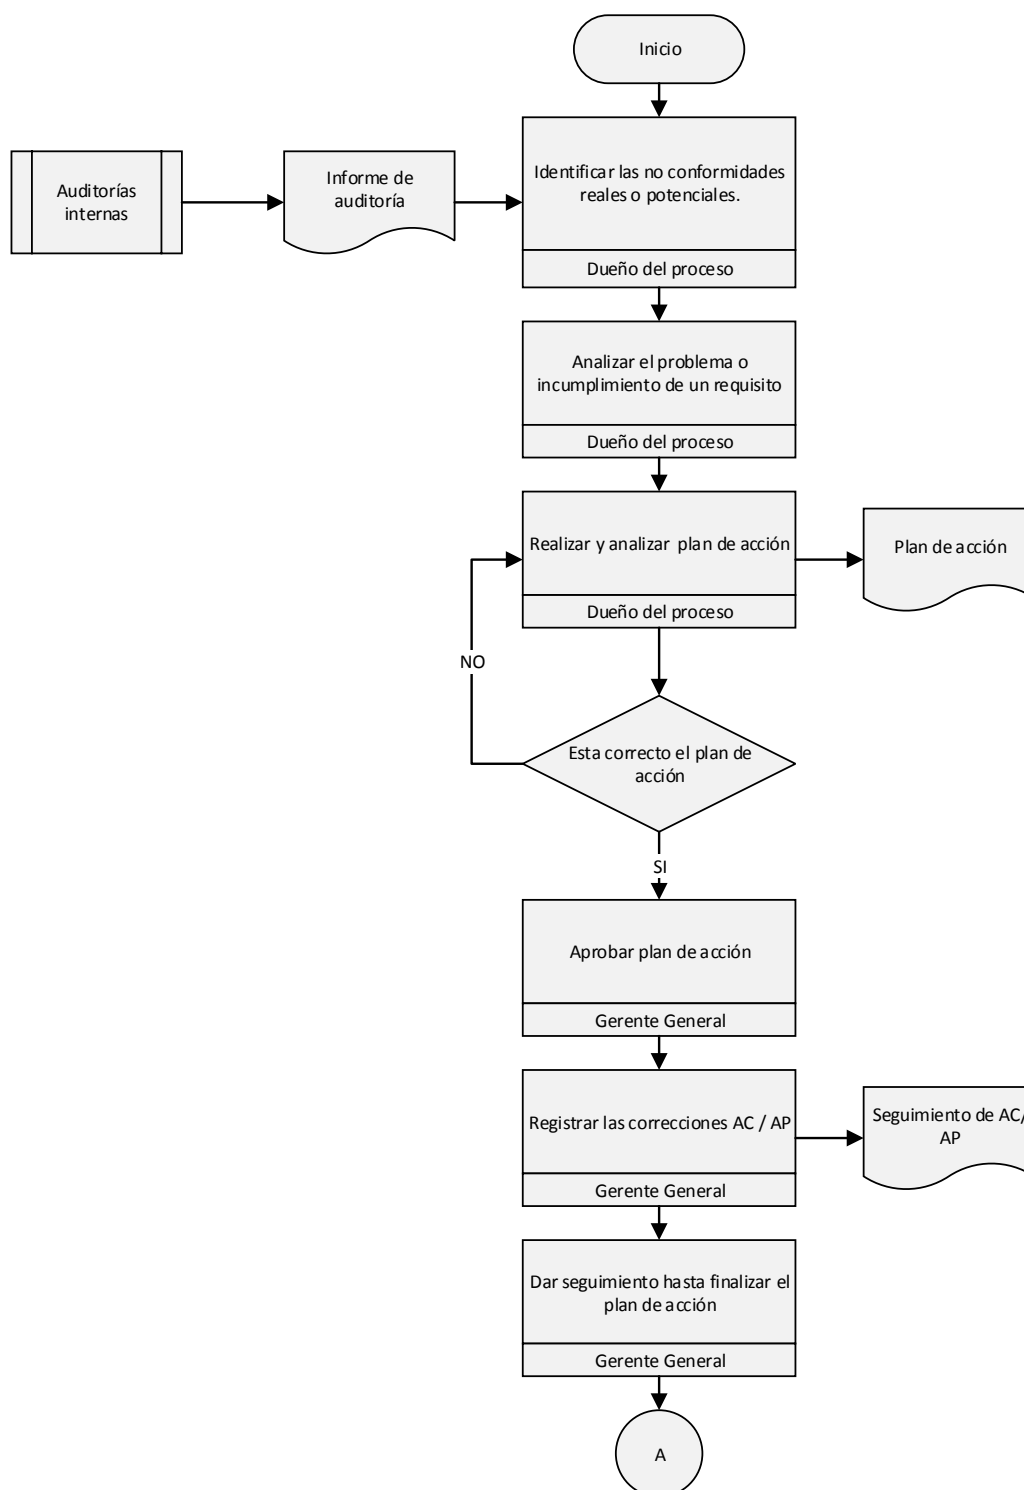 Inicio
Auditorías
internas
Informe de
auditoría
Identificar las no conformidades
reales o potenciales.
Dueño del proceso
Analizar el problema o
incumplimiento de un requisito
Dueño del proceso
Realizar y analizar plan de acción
Dueño del proceso
Plan de acción
NO
Esta correcto el plan de
acción
SI
Aprobar plan de acción
Gerente General
Registrar las correcciones AC / AP
Gerente General
Seguimiento de AC/
AP
Dar seguimiento hasta finalizar el
plan de acción
Gerente General
A